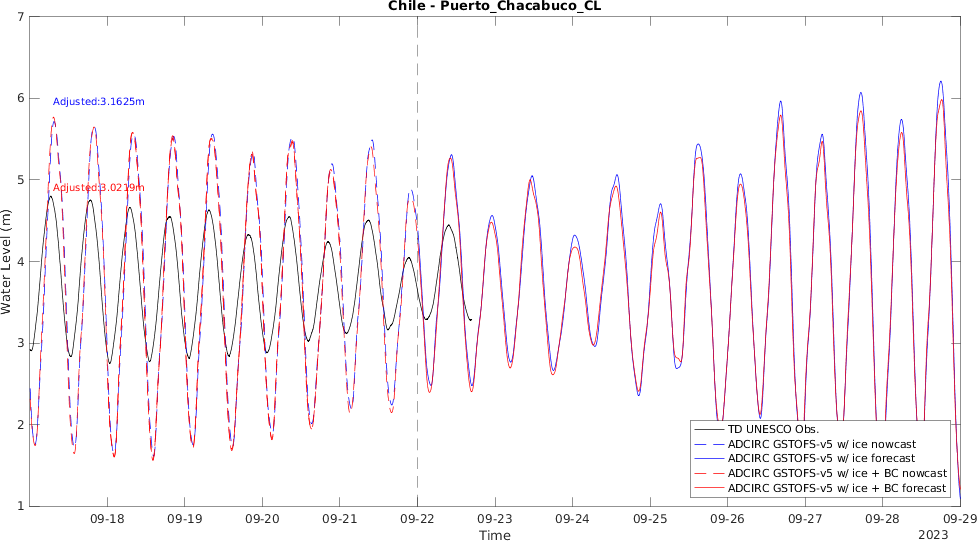 Chile - Puerto_Chacabuco_CL
7
6
5
4
3
2
1
Water Level (m)
Adjusted:3.1625m
Adjusted:3.0219m
TD UNESCO Obs.
ADCIRC GSTOFS-v5 w/ ice nowcast
ADCIRC GSTOFS-v5 w/ ice forecast
ADCIRC GSTOFS-v5 w/ ice + BC nowcast
ADCIRC GSTOFS-v5 w/ ice + BC forecast
09-18 09-19 09-20 09-21 09-22 09-23 09-24 09-25 09-26 09-27 09-28 09-29
Time
2023